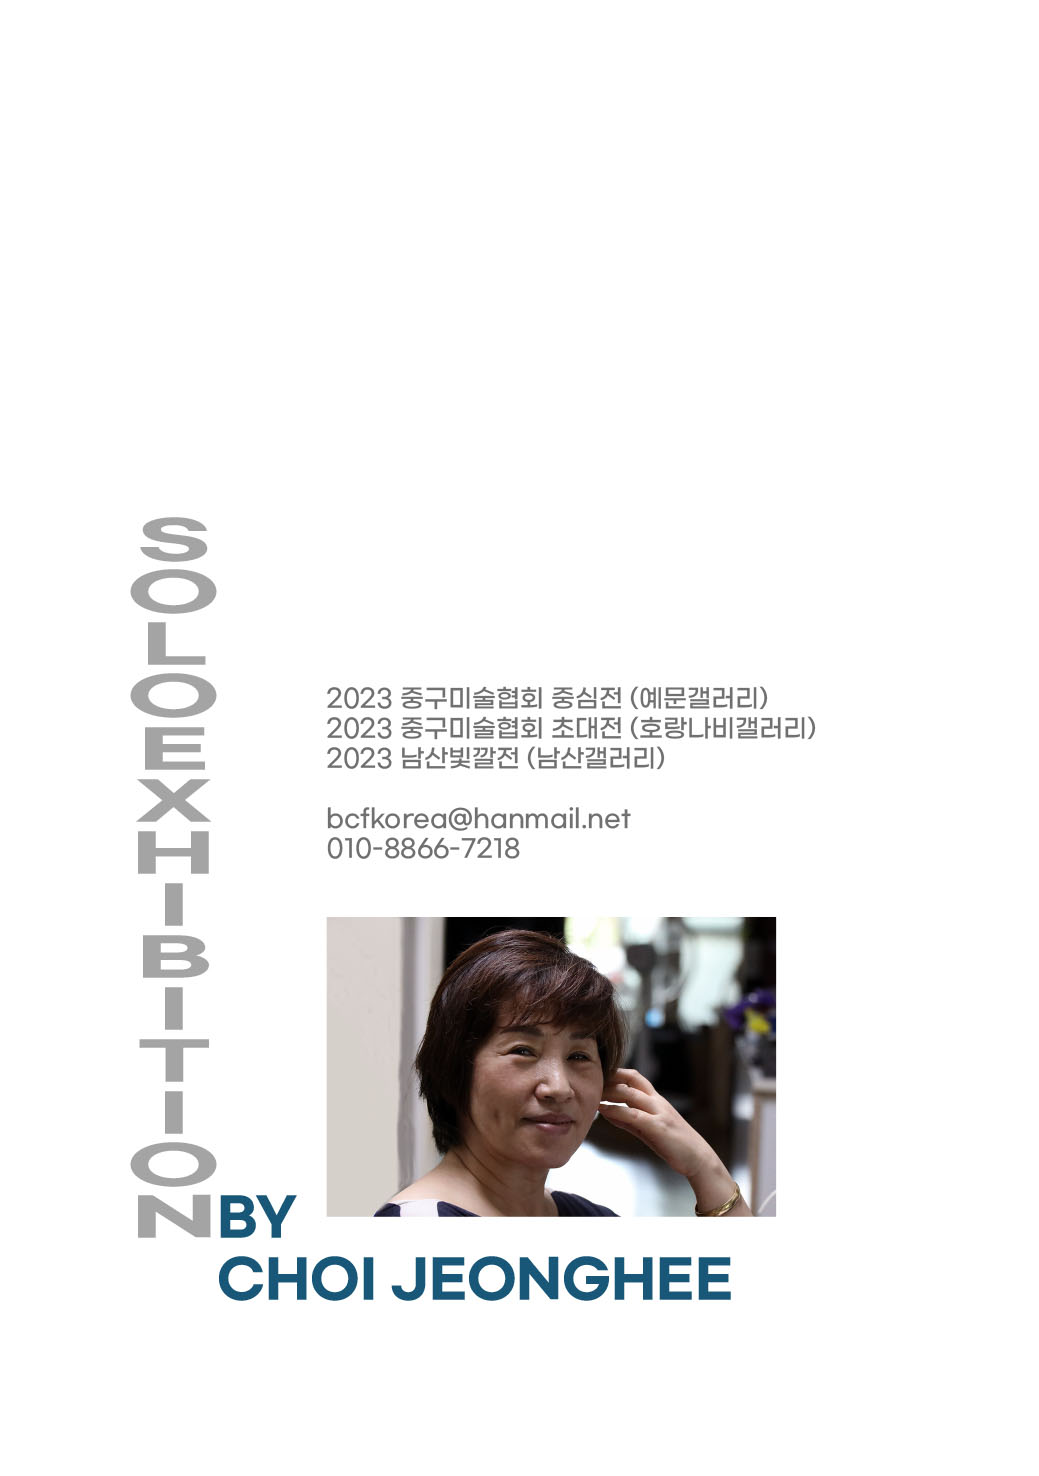 SOLOEXHIBITION
2023 중구미술협회 중심전 (예문갤러리)
2023 중구미술협회 초대전 (호랑나비갤러리)
2023 남산빛깔전 (남산갤러리)
bcfkorea@hanmail.net
010-8866-7218
BY
CHOI JEONGHEE